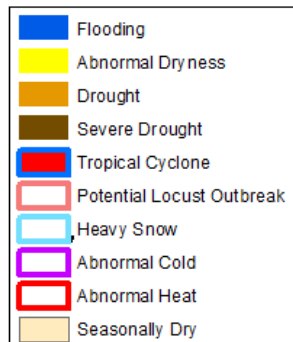 Flooding
Abnormal Dryness
Drought
Severe Drought
Tropical Cyclone
Potential Locust Outbreak
,Heavy Snow
Abnormal Cold
Abnormal Heat
Seasonally Dry